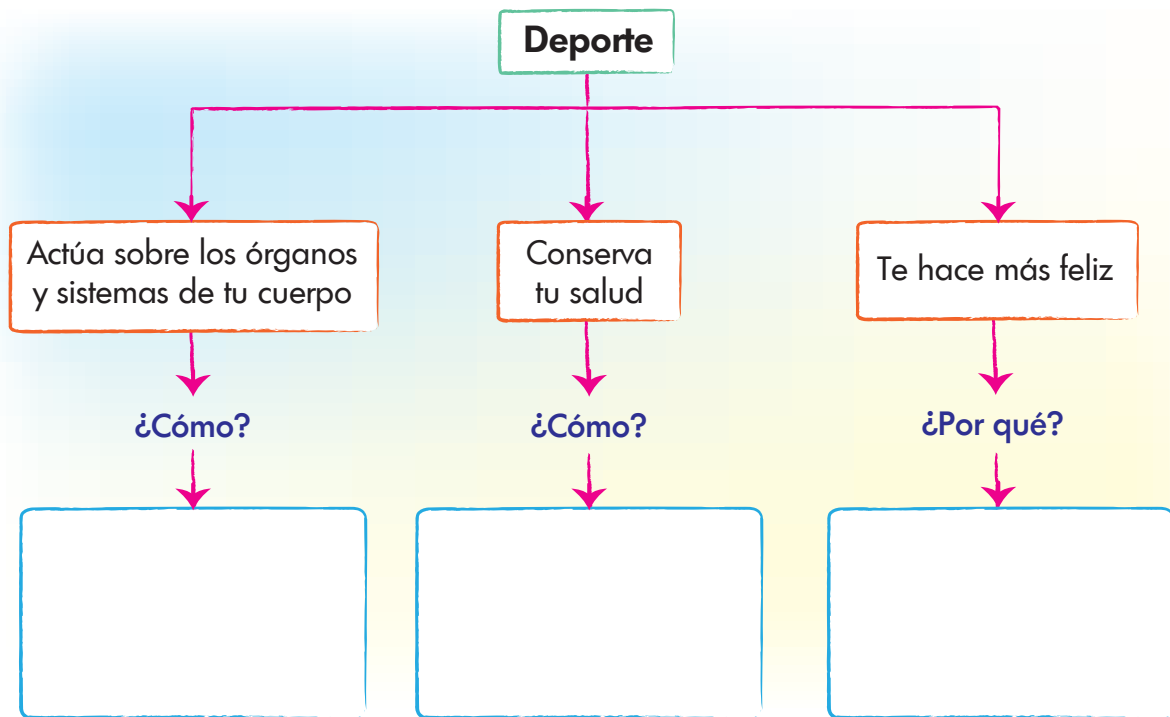 Deporte
Actúa sobre los órganos
y sistemas de tu cuerpo
Conserva
tu salud
Te hace más feliz
¿Cómo?
¿Cómo?
¿Por qué?